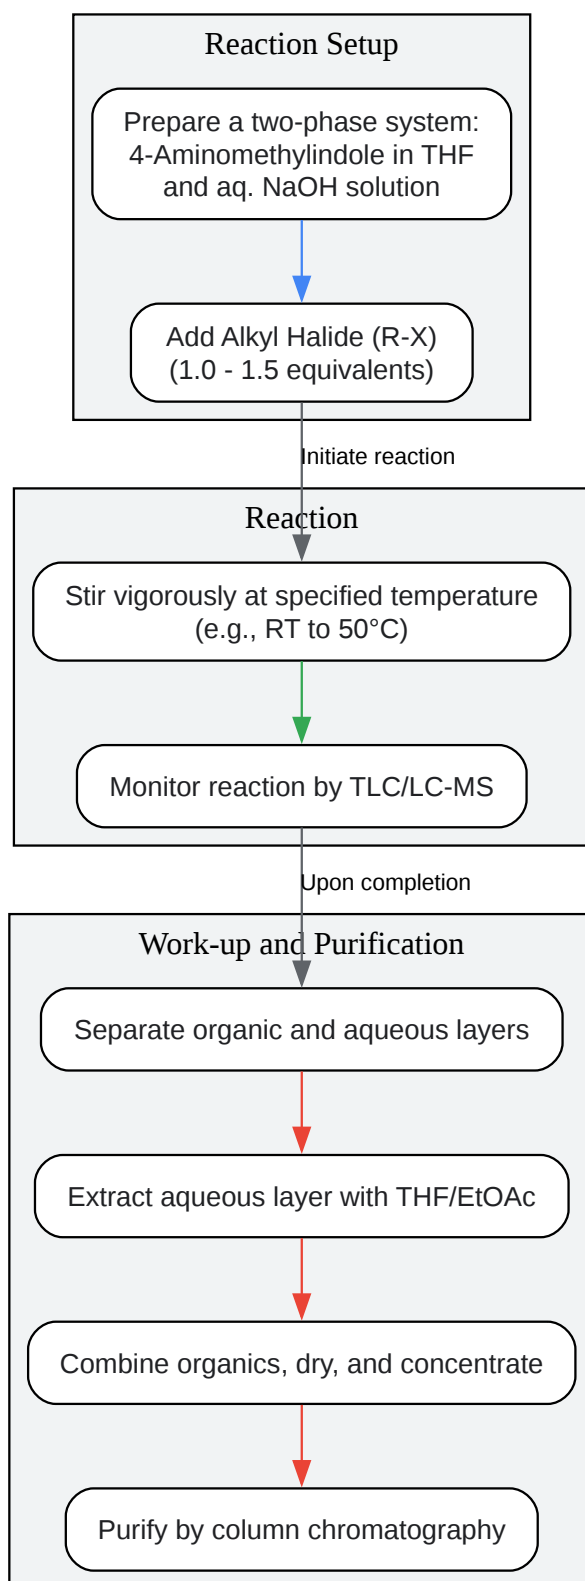 Reaction Setup
Prepare a two-phase system:
4-Aminomethylindole in THF
and aq. NaOH solution
Add Alkyl Halide (R-X)
(1.0 - 1.5 equivalents)
Initiate reaction
Reaction
Stir vigorously at specified temperature
(e.g., RT to 50°C)
Monitor reaction by TLC/LC-MS
Upon completion
Work-up and Purification
Separate organic and aqueous layers
Extract aqueous layer with THF/EtOAc
Combine organics, dry, and concentrate
Purify by column chromatography